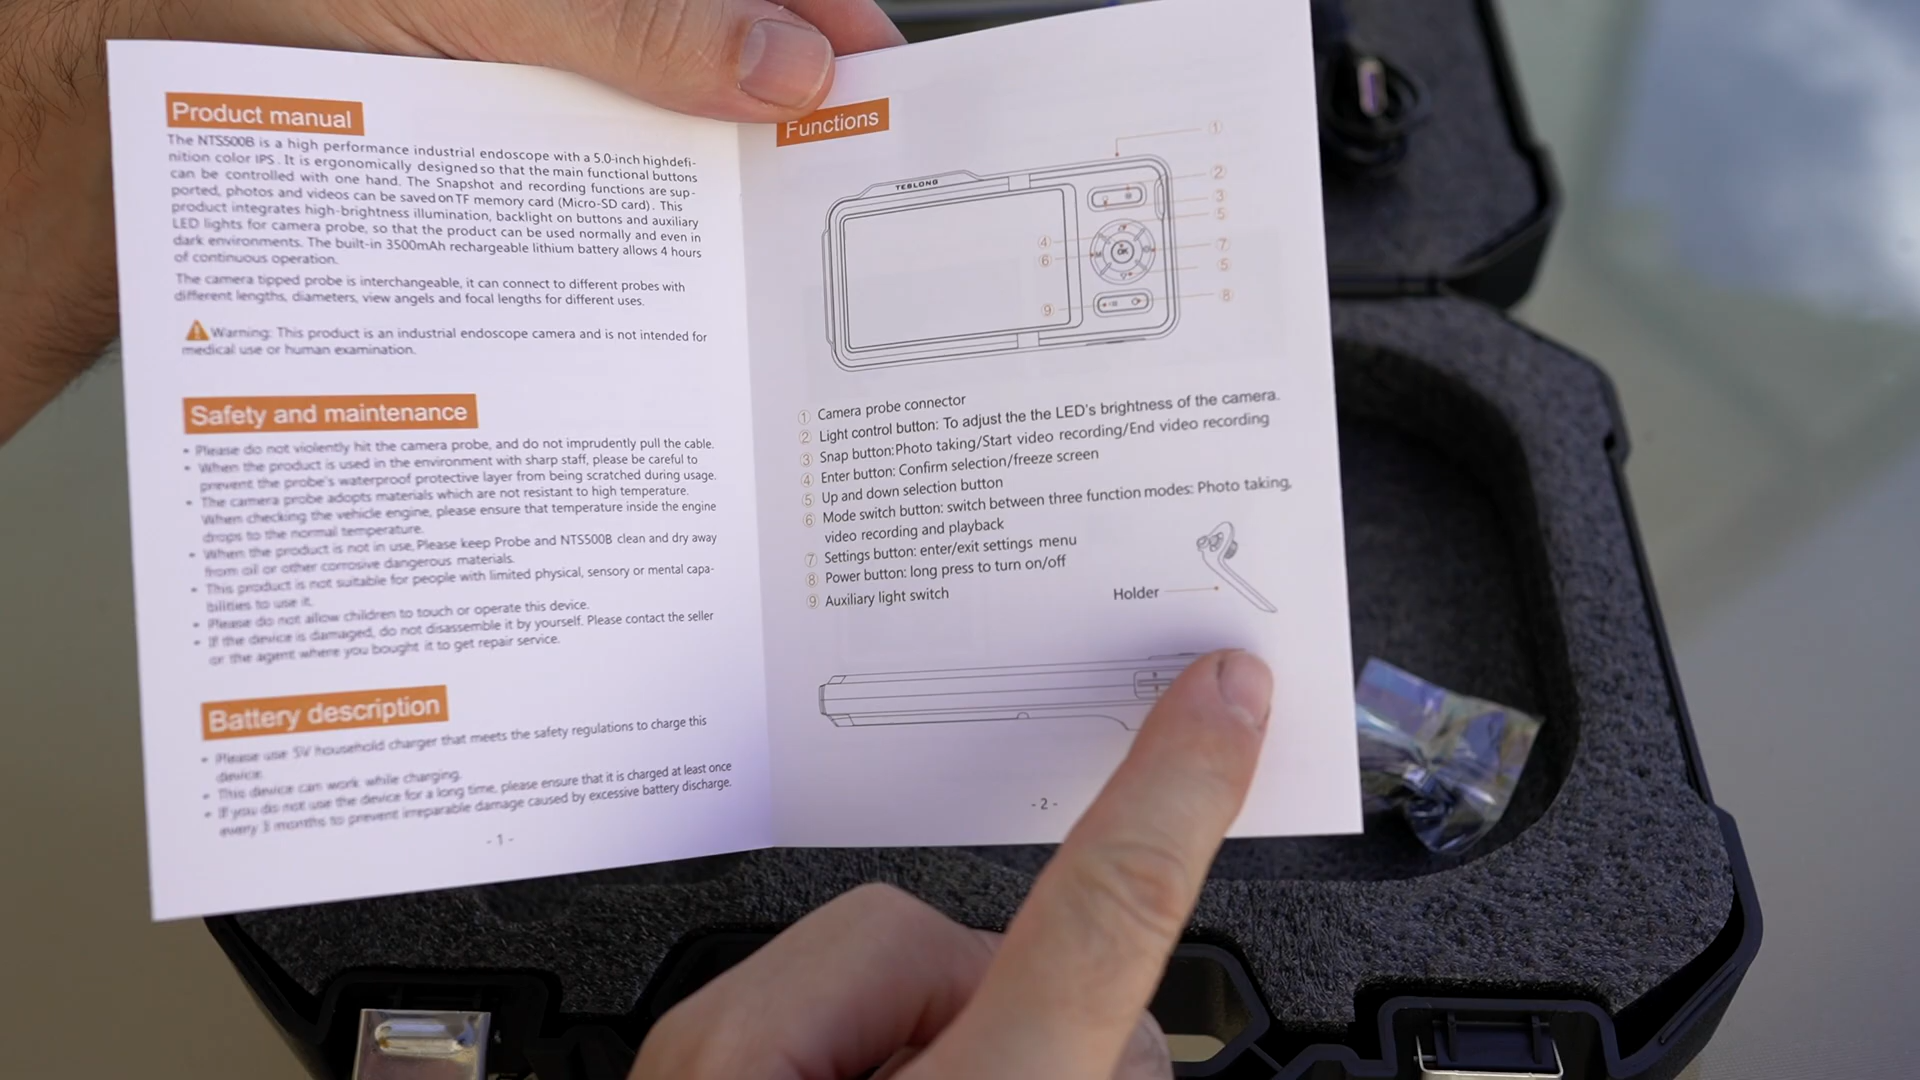 Product manual
The NTS500B is a high performance industrial endoscope with a 5.0-inch highdefi-
nition color IPS . It is ergonomically designed so that the main functional buttons
can be controlled with one hand. The Snapshot and recording functions are sup-
ported, photos and videos can be saved on TF memory card (Micro-SD card) . This
product integrates high-brightness illumination, backlight on buttons and auxiliary
LED lights for camera probe, so that the product can be used normally and even in
dark environments. The built-in 3500mAh rechargeable lithium battery allows 4 hours
of continuous operation.
The camera tipped probe is interchangeable, it can connect to different probes with
different lengths, diameters, view angels and focal lengths for different uses.
Warning: This product is an industrial endoscope camera and is not intended for
medical use or human examination.
Safety and maintenance
• Please do not violently hit the camera probe, and do not imprudently pull the cable.
• When the product is used in the environment with sharp staff, please be careful to
prevent the probe's waterproof protective layer from being scratched during usage.
• The camera probe adopts materials which are not resistant to high temperature.
When checking the vehicle engine, please ensure that temperature inside the engine
drops to the normal temperature.
• When the product is not in use, Please keep Probe and NTS500B clean and dry away
from oil or other corrosive dangerous materials.
• This product is not suitable for people with limited physical, sensory or mental capa-
bilities to use it.
• Please do not allow children to touch or operate this device.
• If the device is damaged, do not disassemble it by yourself. Please contact the seller
or the agent where you bought it to get repair service.
Battery description
• Please use 5V household charger that meets the safety regulations to charge this
device.
• This device can work while charging.
• If you do not use the device for a long time, please ensure that it is charged at least once
every 3 months to prevent irreparable damage caused by excessive battery discharge.
- 1 -
Functions
①
TESLONG
②
③
⑤
④
⑦
OK
M
⑥
⑤
⑧
⑨
① Camera probe connector
② Light control button: To adjust the the LED's brightness of the camera.
③ Snap button:Photo taking/Start video recording/End video recording
④ Enter button: Confirm selection/freeze screen
⑤ Up and down selection button
⑥ Mode switch button: switch between three function modes: Photo taking,
video recording and playback
⑦ Settings button: enter/exit settings menu
⑧ Power button: long press to turn on/off
⑨ Auxiliary light switch
Holder
- 2 -